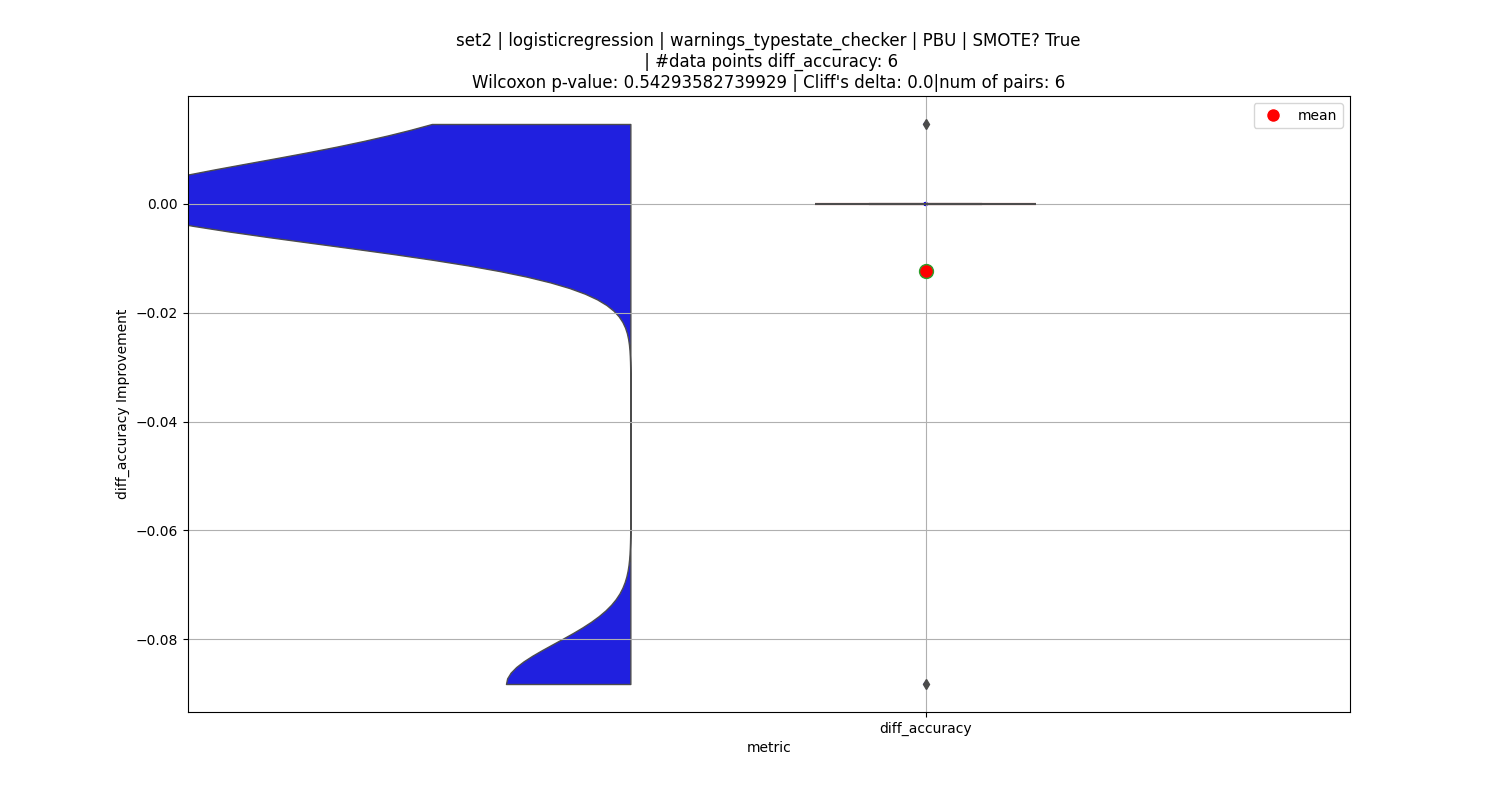 set2 | logisticregression | warnings_typestate_checker | PBU | SMOTE? True
| #data points diff_accuracy: 6
Wilcoxon p-value: 0.54293582739929 | Cliff's delta: 0.0|num of pairs: 6
mean
0.00
−0.02
−0.04
−0.06
−0.08
diff_accuracy Improvement
diff_accuracy
metric